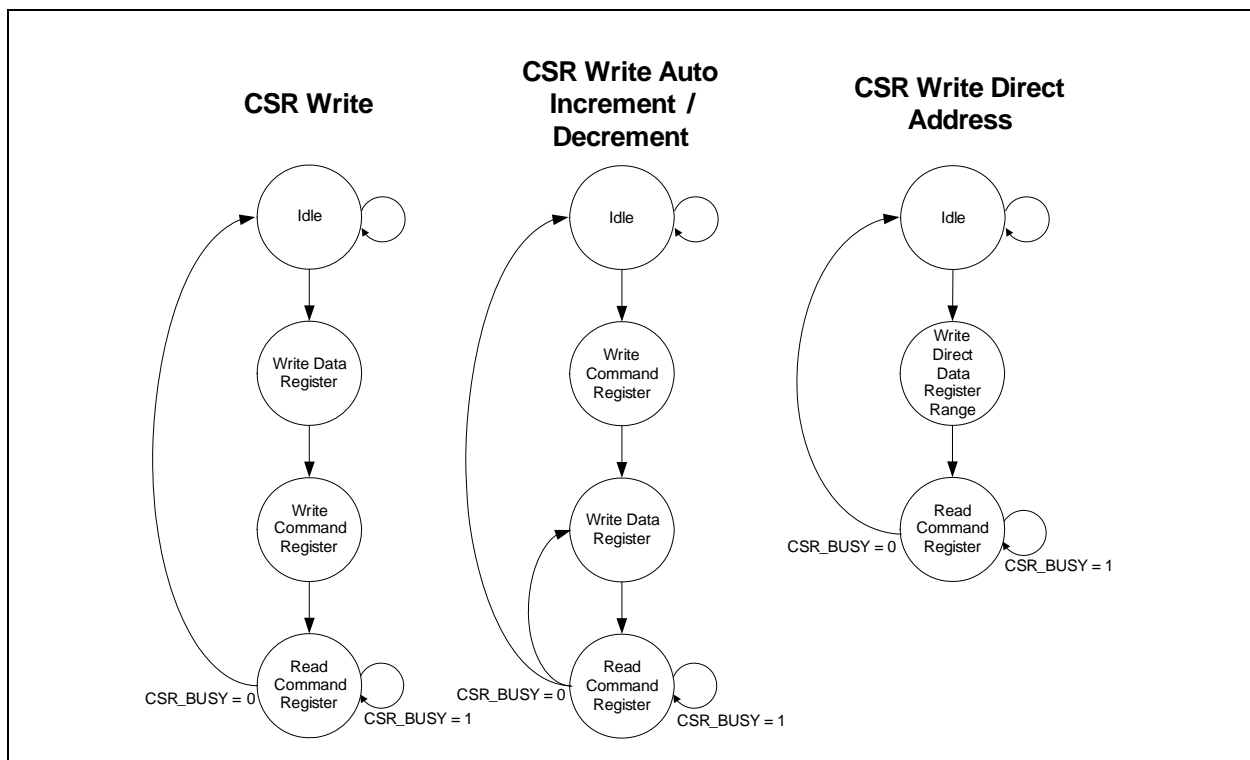 CSR Write
Idle
Write Data
Register
Write
Command
Register
Read
Command
Register
CSR_BUSY = 0
CSR_BUSY = 1
CSR Write Auto
Increment /
Decrement
Idle
Write
Command
Register
Write Data
Register
Read
Command
Register
CSR_BUSY = 0
CSR_BUSY = 1
CSR Write Direct
Address
Idle
Write
Direct
Data
Register
Range
Read
Command
Register
CSR_BUSY = 0
CSR_BUSY = 1